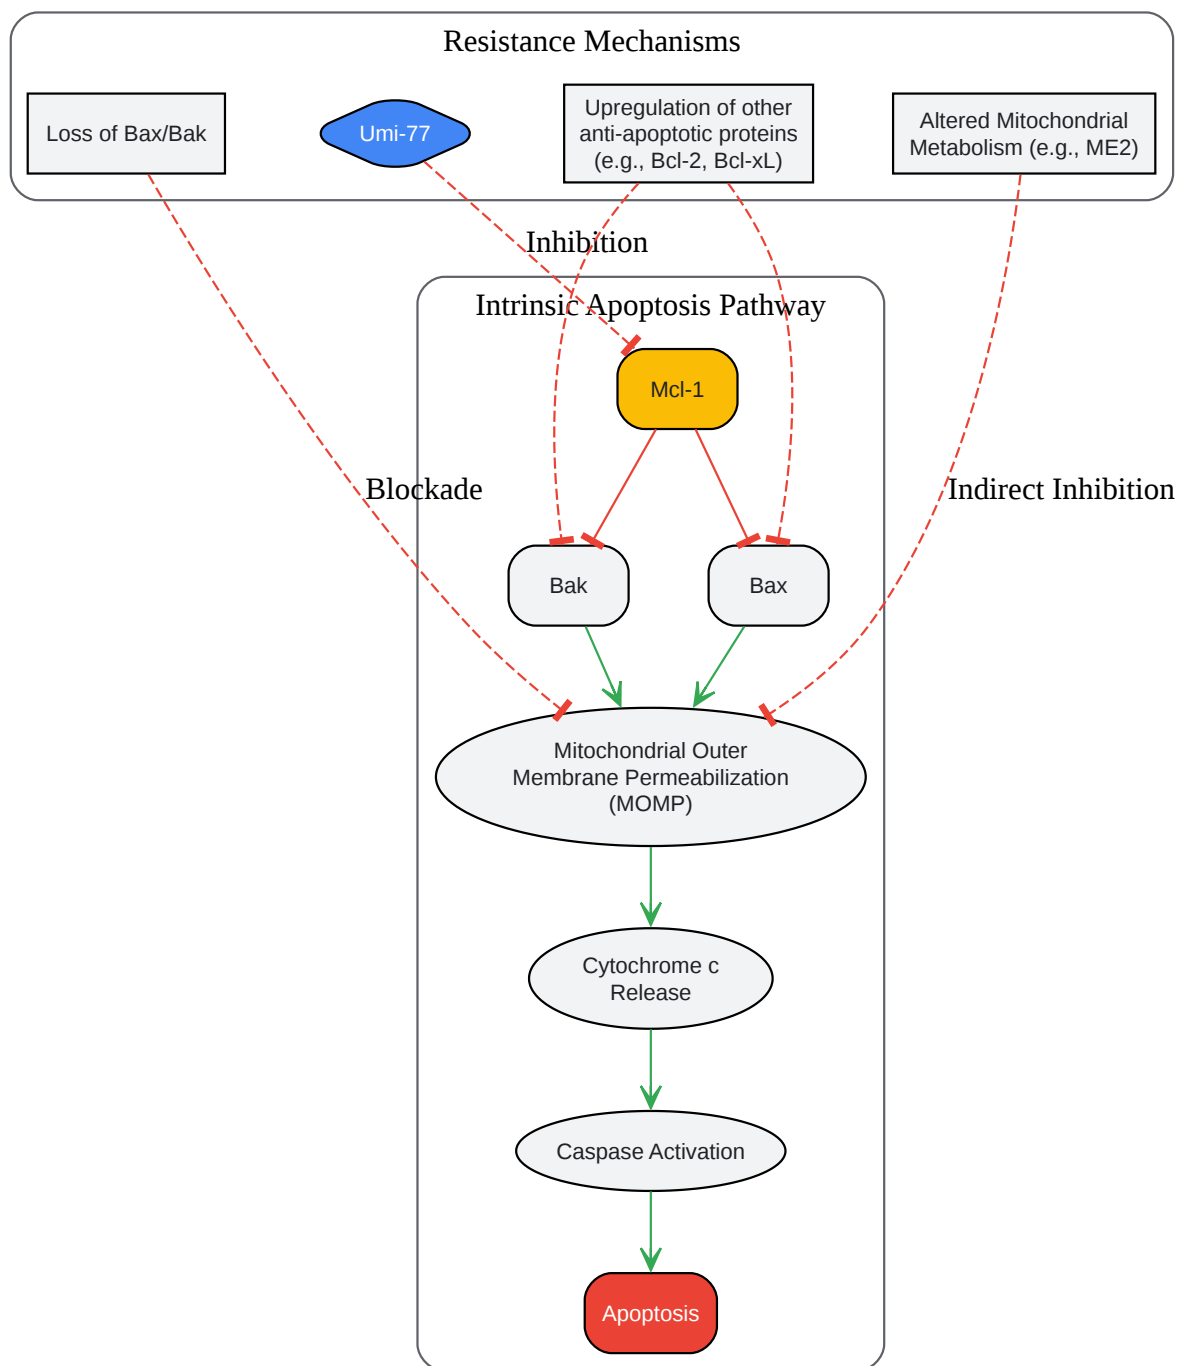 Resistance Mechanisms
Loss of Bax/Bak
Umi-77
Upregulation of other
anti-apoptotic proteins
(e.g., Bcl-2, Bcl-xL)
Altered Mitochondrial
Metabolism (e.g., ME2)
Inhibition
Intrinsic Apoptosis Pathway
Mcl-1
Blockade
Indirect Inhibition
Bak
Bax
Mitochondrial Outer
Membrane Permeabilization
(MOMP)
Cytochrome c
Release
Caspase Activation
Apoptosis